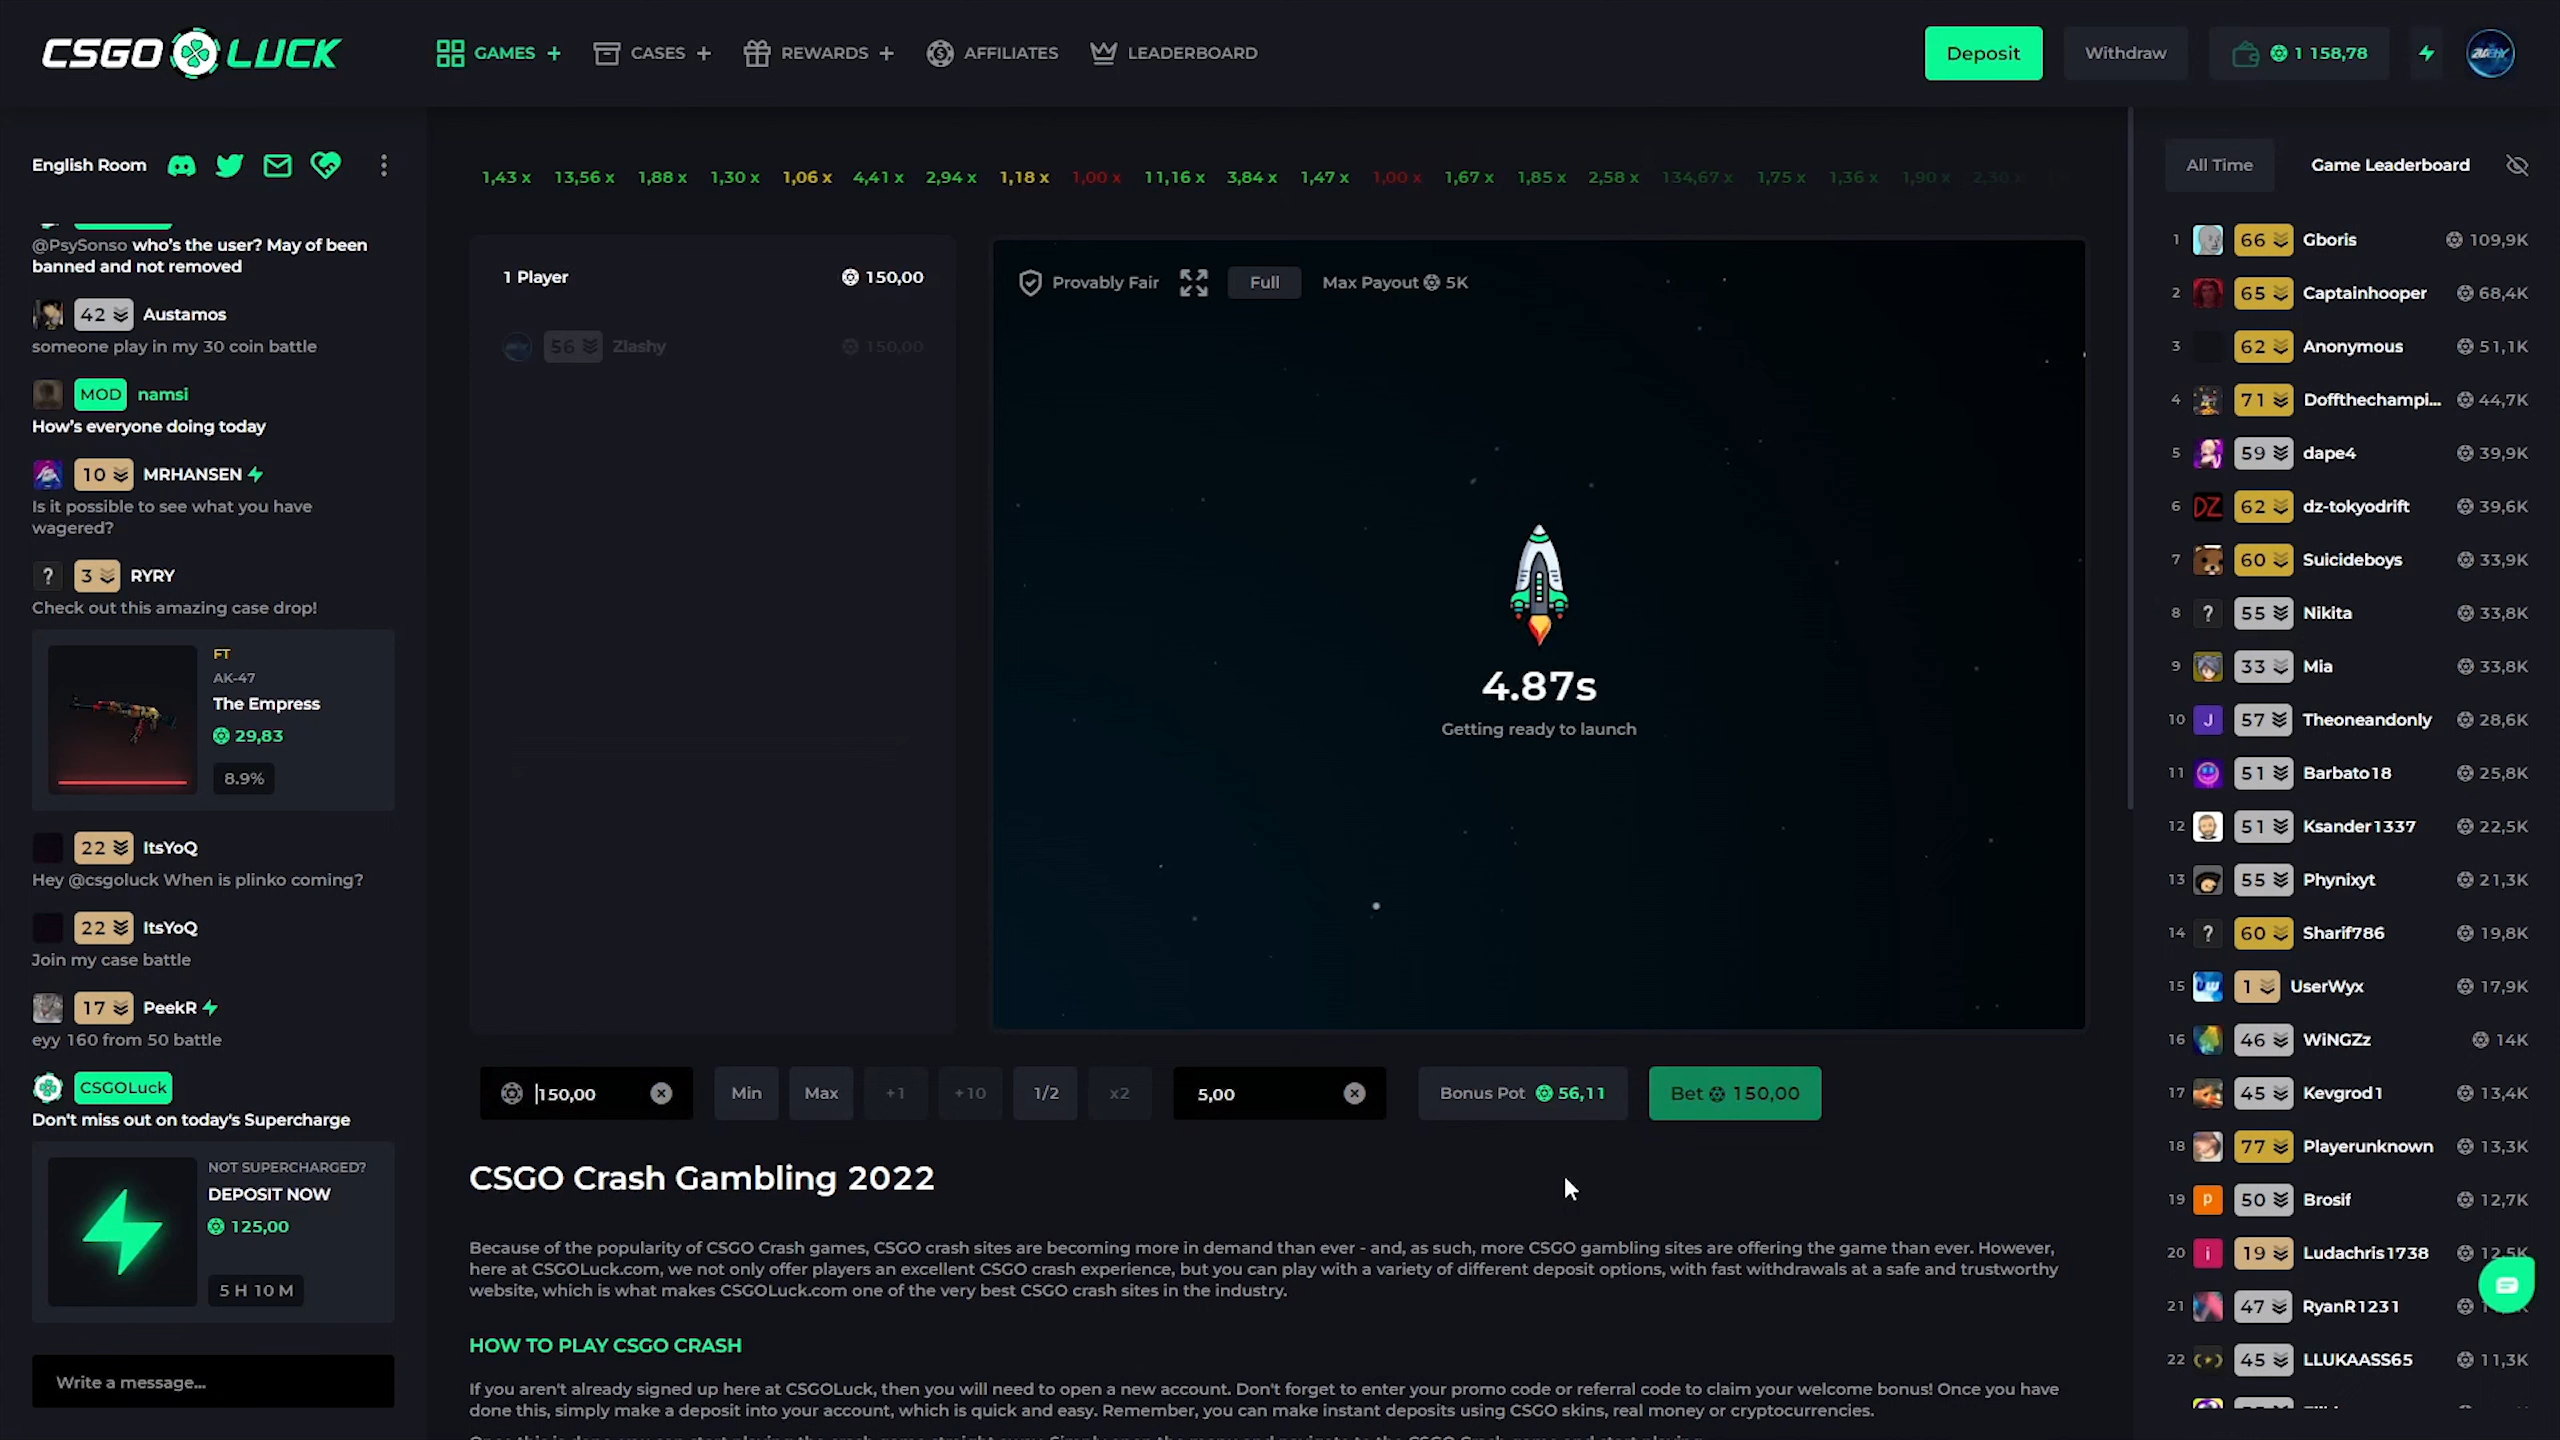 CSGO LUCK
GAMES +
CASES +
REWARDS +
AFFILIATES
LEADERBOARD
Deposit
Withdraw
1 158,78
English Room
@PsySonso who's the user? May of been
banned and not removed
42 Austamos
someone play in my 30 coin battle
MOD namsi
How's everyone doing today
10 MRHANSEN
Is it possible to see what you have
wagered?
? 3 RYRY
Check out this amazing case drop!
FT
AK-47
The Empress
29,83
8.9%
22 ItsYoQ
Hey @csgoluck When is plinko coming?
22 ItsYoQ
Join my case battle
17 PeekR
eyy 160 from 50 battle
CSGOLuck
Don't miss out on today's Supercharge
NOT SUPERCHARGED?
DEPOSIT NOW
125,00
5 H 10 M
Write a message...
1,43 x 13,56 x 1,88 x 1,30 x 1,06 x 4,41 x 2,94 x 1,18 x 1,00 x 11,16 x 3,84 x 1,47 x 1,00 x 1,67 x 1,85 x 2,58 x 134,67 x 1,75 x 1,36 x 1,90 x 2,30 x
1 Player 150,00
56 Zlashy 150,00
Provably Fair Full Max Payout 5K
4.87s
Getting ready to launch
150,00 Min Max +1 +10 1/2 x2 5,00 Bonus Pot 56,11 Bet 150,00
CSGO Crash Gambling 2022
Because of the popularity of CSGO Crash games, CSGO crash sites are becoming more in demand than ever - and, as such, more CSGO gambling sites are offering the game than ever. However,
here at CSGOLuck.com, we not only offer players an excellent CSGO crash experience, but you can play with a variety of different deposit options, with fast withdrawals at a safe and trustworthy
website, which is what makes CSGOLuck.com one of the very best CSGO crash sites in the industry.
HOW TO PLAY CSGO CRASH
If you aren't already signed up here at CSGOLuck, then you will need to open a new account. Don't forget to enter your promo code or referral code to claim your welcome bonus! Once you have
done this, simply make a deposit into your account, which is quick and easy. Remember, you can make instant deposits using CSGO skins, real money or cryptocurrencies.
All Time
Game Leaderboard
1 66 Gboris 109,9K
2 65 Captainhooper 68,4K
3 62 Anonymous 51,1K
4 71 Doffthechampi... 44,7K
5 59 dape4 39,9K
6 DZ 62 dz-tokyodrift 39,6K
7 60 Suicideboys 33,9K
8 ? 55 Nikita 33,8K
9 33 Mia 33,8K
10 J 57 Theoneandonly 28,6K
11 51 Barbato18 25,8K
12 51 Ksander1337 22,5K
13 55 Phynixyt 21,3K
14 ? 60 Sharif786 19,8K
15 UW 1 UserWyx 17,9K
16 46 WiNGZz 14K
17 45 Kevgrod1 13,4K
18 77 Playerunknown 13,3K
19 P 50 Brosif 12,7K
20 i 19 Ludachris1738 12,5K
21 47 RyanR1231
22 45 LLUKAASS65 11,3K